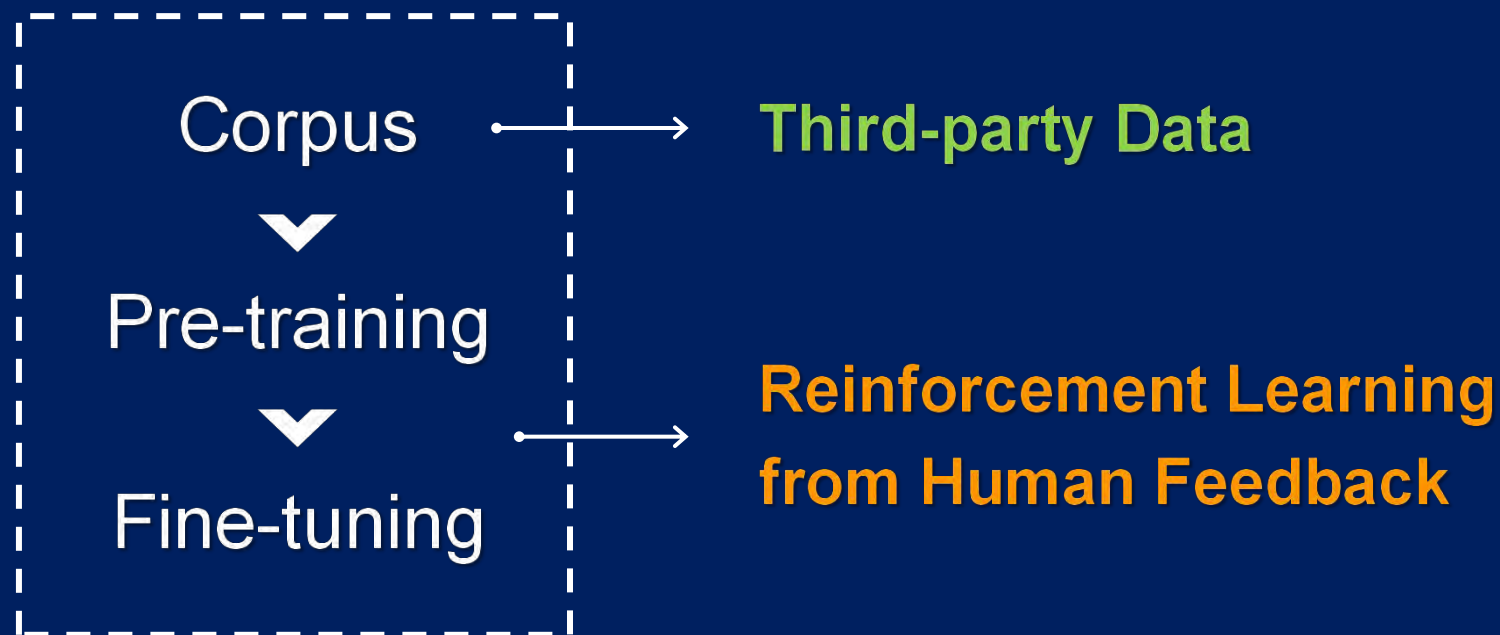 Corpus
Third-party Data
Pre-training
Reinforcement Learning
from Human Feedback
Fine-tuning